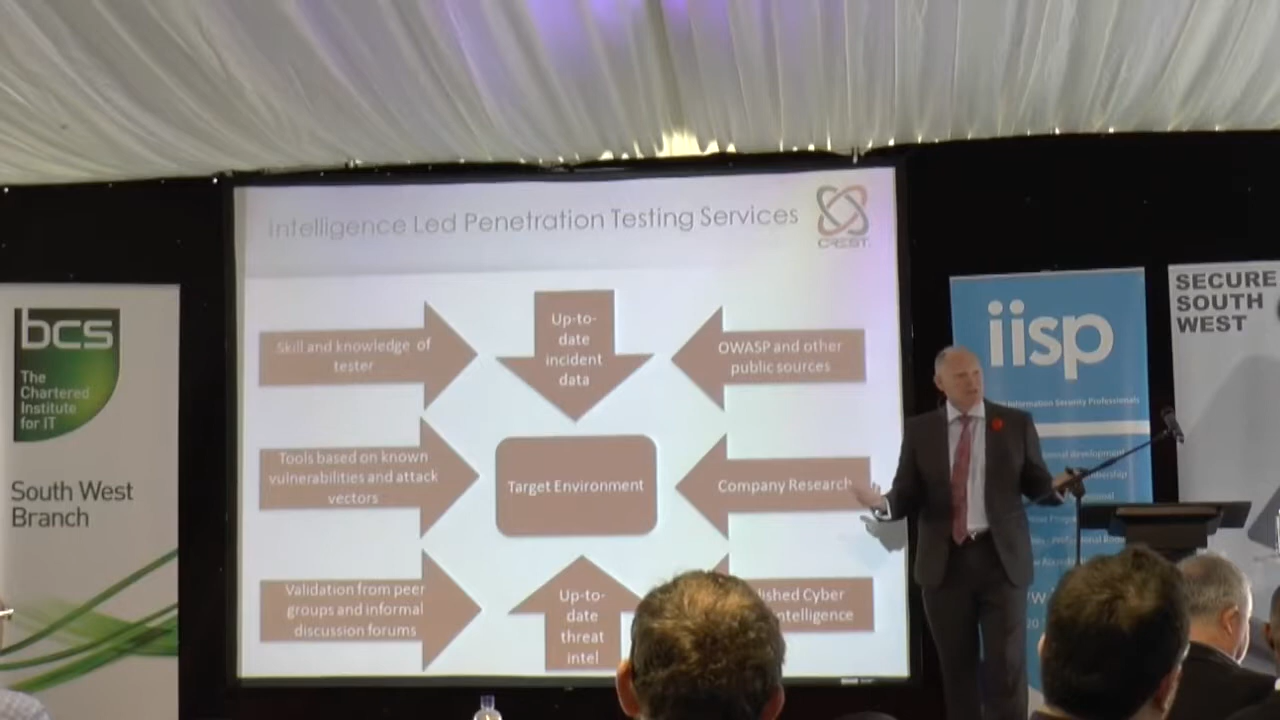 Intelligence Led Penetration Testing Services
CREST
Skill and knowledge of
tester
Up-to-
date
incident
data
OWASP and other
public sources
Tools based on known
vulnerabilities and attack
vectors
Target Environment
Company Research
Validation from peer
groups and informal
discussion forums
Up-to-
date
threat
intel
Cyber
bcs
The
Chartered
Institute
for IT
South West
Branch
iisp
Information Security Professionals
SECURE
SOUTH
WEST